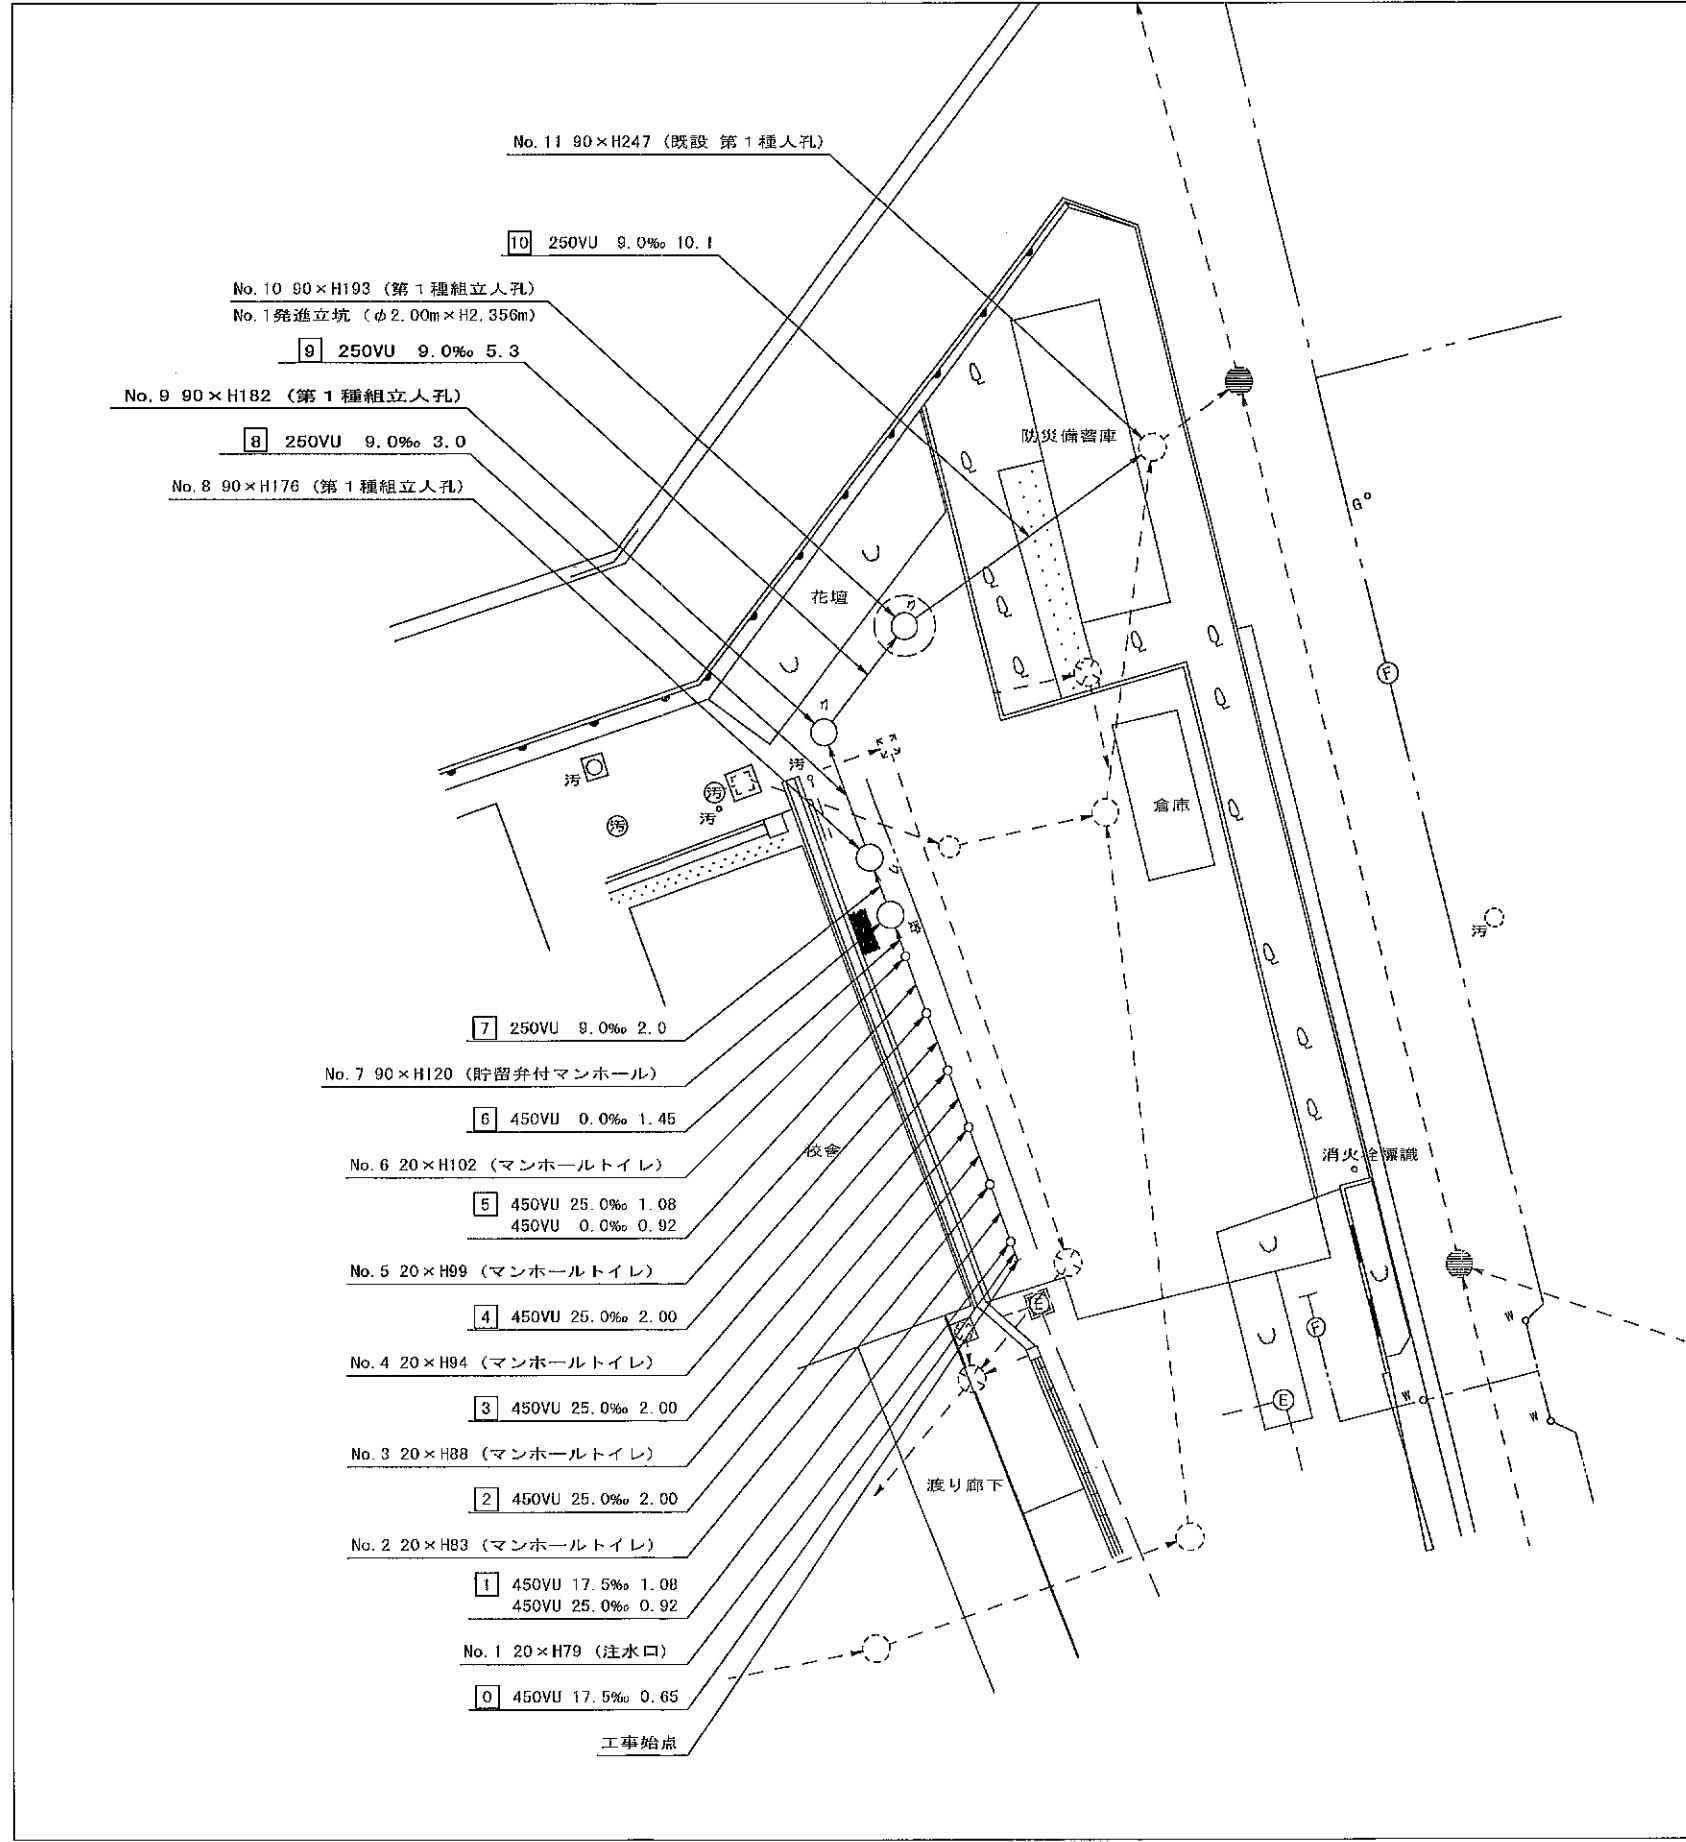 No.11 90×H247 (既設 第1種人孔)
10 250VU 9.0‰ 10.1
No.10 90×H193 (第1種組立人孔)
No.1発進立坑 (φ2.00m×H2.356m)
9 250VU 9.0‰ 5.3
No.9 90×H182 (第1種組立人孔)
8 250VU 9.0‰ 3.0
No.8 90×H176 (第1種組立人孔)
防災備蓄庫
G
花壇
F
汚
汚
汚
汚
汚
倉庫
汚
7 250VU 9.0‰ 2.0
No.7 90×H120 (貯留弁付マンホール)
6 450VU 0.0‰ 1.45
校舎
消火栓標識
No.6 20×H102 (マンホールトイレ)
5 450VU 25.0‰ 1.08
450VU 0.0‰ 0.92
No.5 20×H99 (マンホールトイレ)
4 450VU 25.0‰ 2.00
E
F
W
No.4 20×H94 (マンホールトイレ)
3 450VU 25.0‰ 2.00
E
W
W
No.3 20×H88 (マンホールトイレ)
2 450VU 25.0‰ 2.00
渡り廊下
No.2 20×H83 (マンホールトイレ)
1 450VU 17.5‰ 1.08
450VU 25.0‰ 0.92
No.1 20×H79 (注水口)
0 450VU 17.5‰ 0.65
工事始点